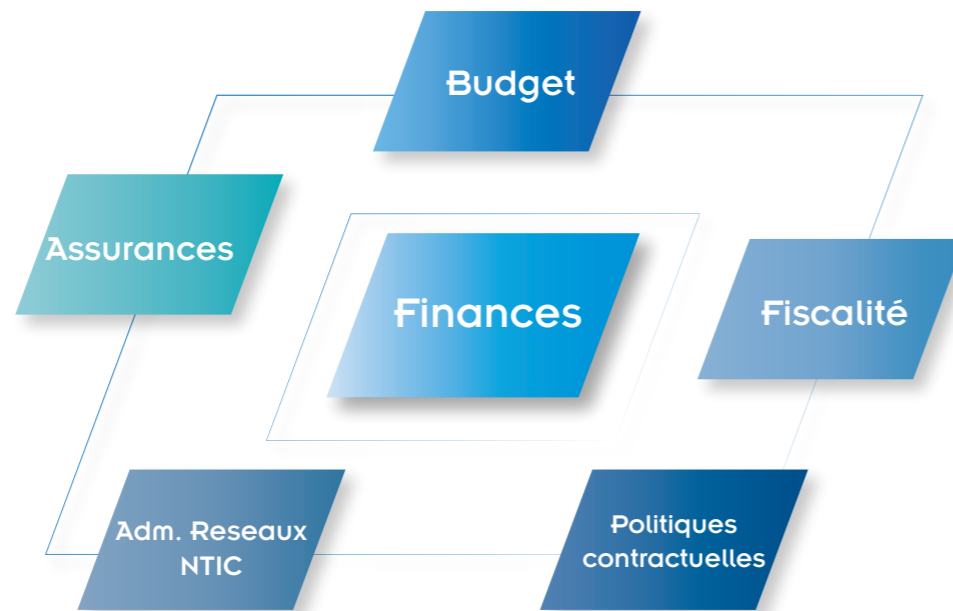 Budget
Assurances
Finances
Fiscalité
Adm. Reseaux
NTIC
Politiques
contractuelles